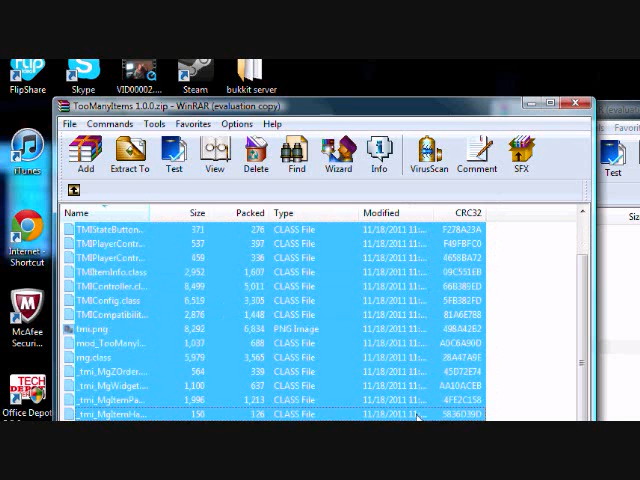 FlipShare
Skype
VID00002....
Steam
bukkit server
TooManyItems 1.0.0.zip - WinRAR (evaluation copy)
File Commands Tools Favorites Options Help
Add Extract To Test View Delete Find Wizard Info VirusScan Comment SFX
Test
iTunes
Name Size Packed Type Modified CRC32
TMIStateButton... 371 276 CLASS File 11/18/2011 11:... F278A23A
TMIPlayerContr... 537 397 CLASS File 11/18/2011 11:... F49FBFC0
TMIPlayerContr... 459 336 CLASS File 11/18/2011 11:... 4658BA72
TMIItemInfo.class 2,952 1,607 CLASS File 11/18/2011 11:... 09C551EB
TMIController.cl... 8,499 5,011 CLASS File 11/18/2011 11:...
TMIConfig.class 6,519 3,305 CLASS File 11/18/2011 11:... 5FB382FD
TMICompatibilit... 2,876 1,448 CLASS File 11/18/2011 11:... 81A6E7BB
tmi.png 8,292 6,834 PNG Image 11/18/2011 11:... 49BA42B2
mod_TooManyI... 1,037 688 CLASS File 11/18/2011 11:... A0C6A90D
mg.class 5,979 3,565 CLASS File 11/18/2011 11:... 28A47A9E
_tmi_MgZOrder.... 564 339 CLASS File 11/18/2011 11:... 45D72E74
_tmi_MgWidget.... 1,100 637 CLASS File 11/18/2011 11:... AA10ACEB
_tmi_MgItemPa... 1,996 1,213 CLASS File 11/18/2011 11:... 4FE2C158
_tmi_MgItemHa... 150 126 CLASS File 11/18/2011 11:... 5836D39D
Internet -
Shortcut
McAfee
Securi...
TECH
DEPOT
Office Depot